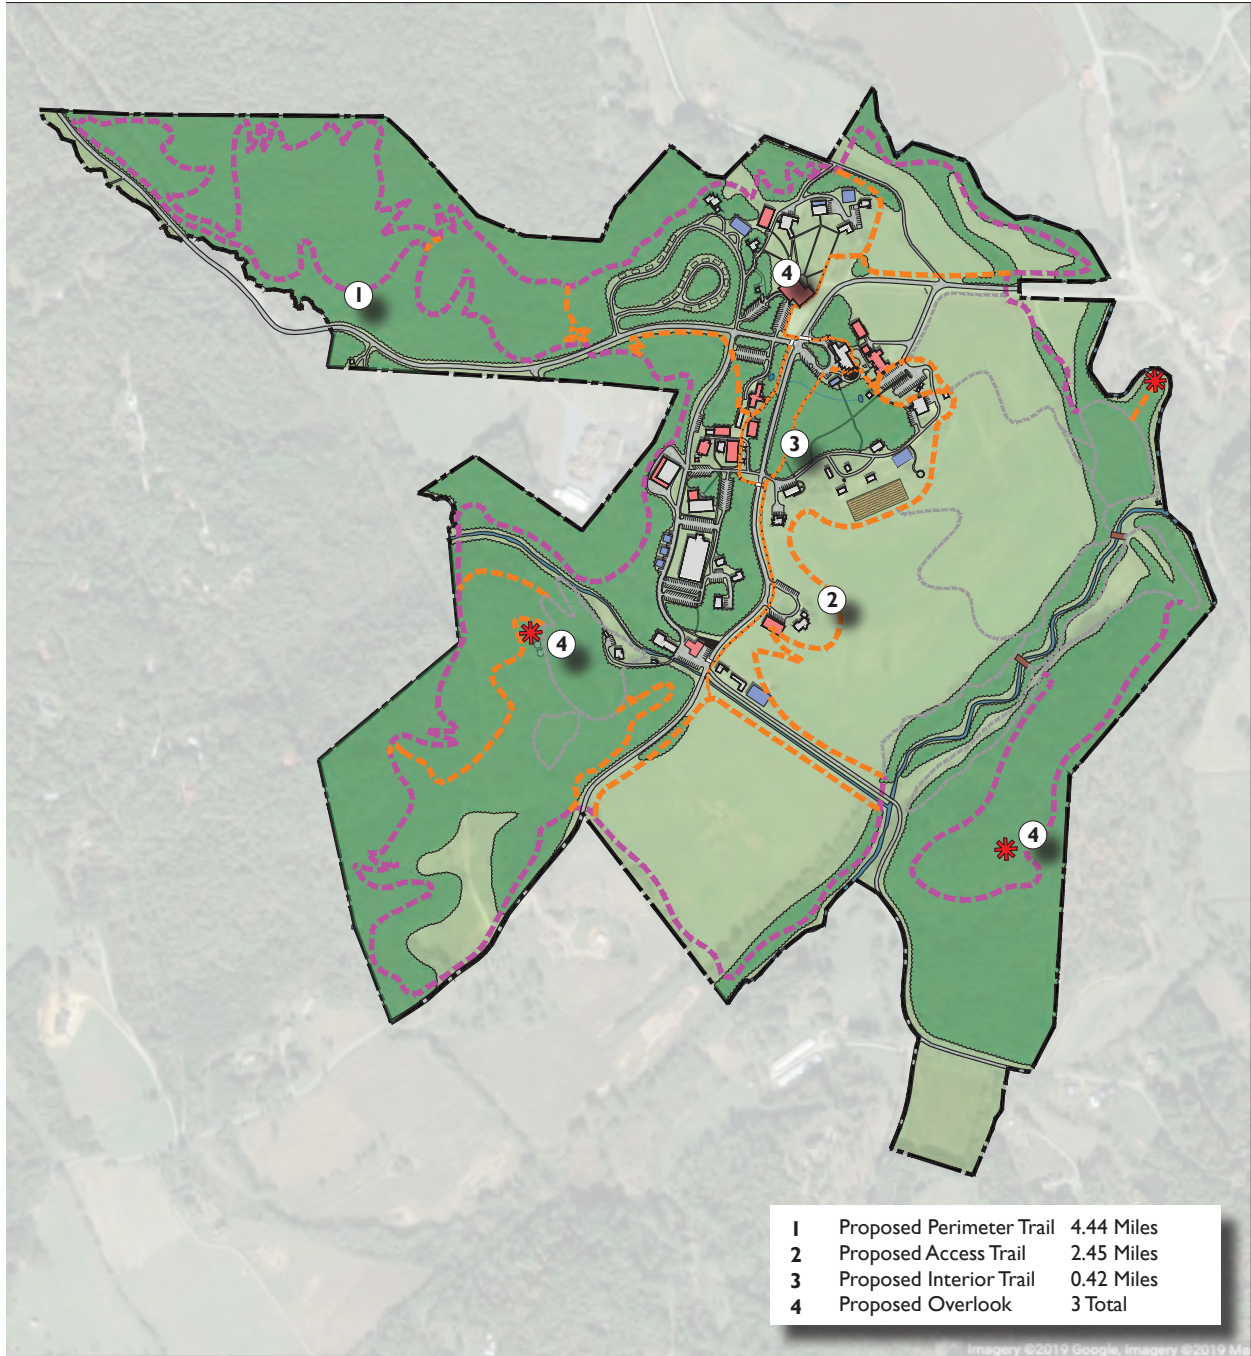 4
1
3
2
4
4
1 Proposed Perimeter Trail 4.44 Miles
2 Proposed Access Trail 2.45 Miles
3 Proposed Interior Trail 0.42 Miles
4 Proposed Overlook 3 Total
Imagery ©2019 Google, Imagery ©2019 Ma